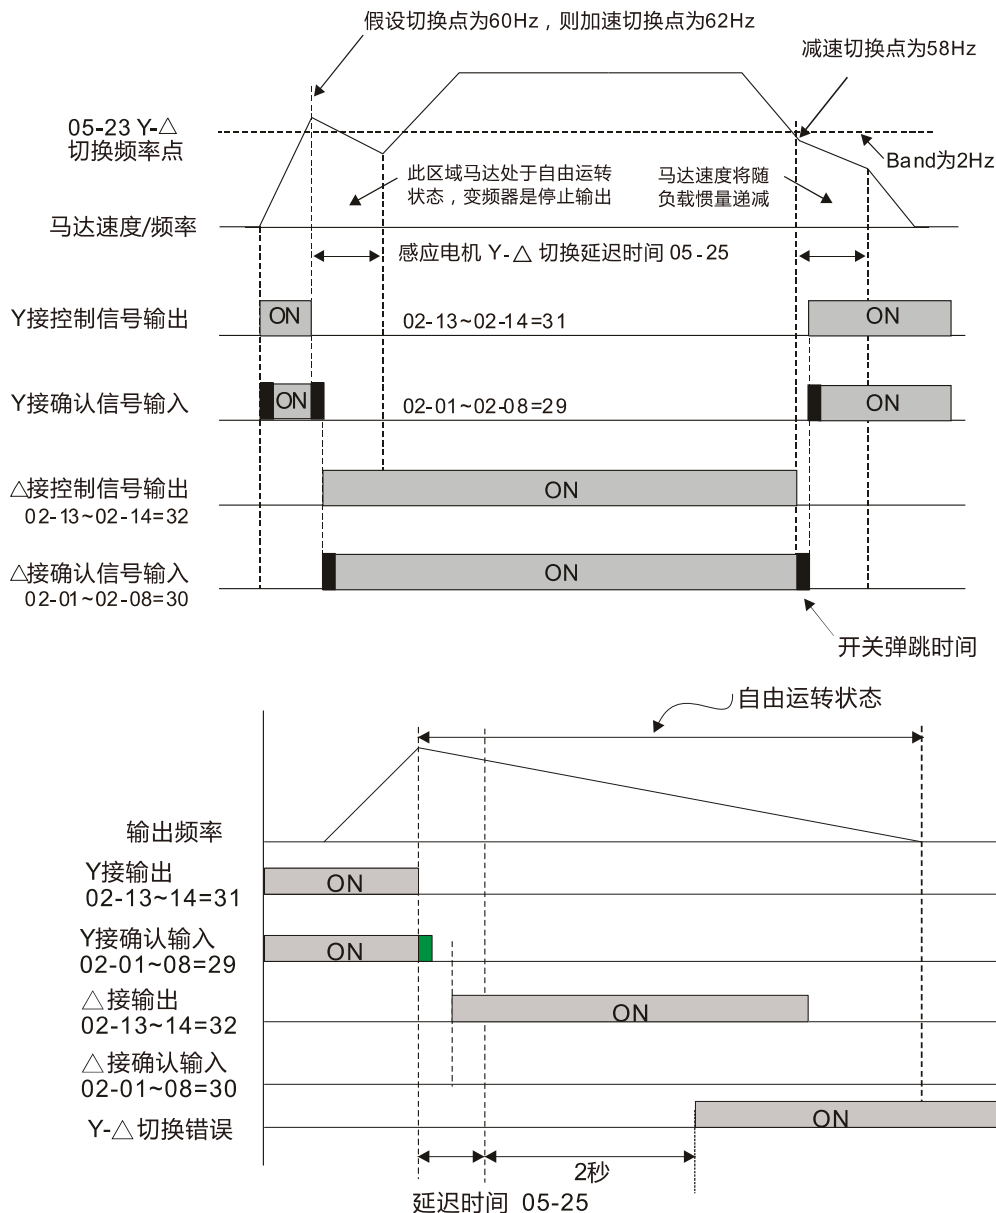 假设切换点为60Hz，则加速切换点为62Hz
减速切换点为58Hz
05-23 Y-△
切换频率点
Band为2Hz
此区域马达处于自由运转
状态，变频器是停止输出
马达速度将随
负载惯量递减
马达速度/频率
感应电机 Y-△ 切换延迟时间 05-25
Y接控制信号输出
ON
02-13~02-14=31
ON
Y接确认信号输入
ON
02-01~02-08=29
ON
△接控制信号输出
02-13~02-14=32
ON
△接确认信号输入
02-01~02-08=30
ON
开关弹跳时间
自由运转状态
输出频率
Y接输出
02-13~14=31
ON
Y接确认输入
02-01~08=29
ON
△接输出
02-13~14=32
ON
△接确认输入
02-01~08=30
Y-△切换错误
ON
2秒
延迟时间 05-25